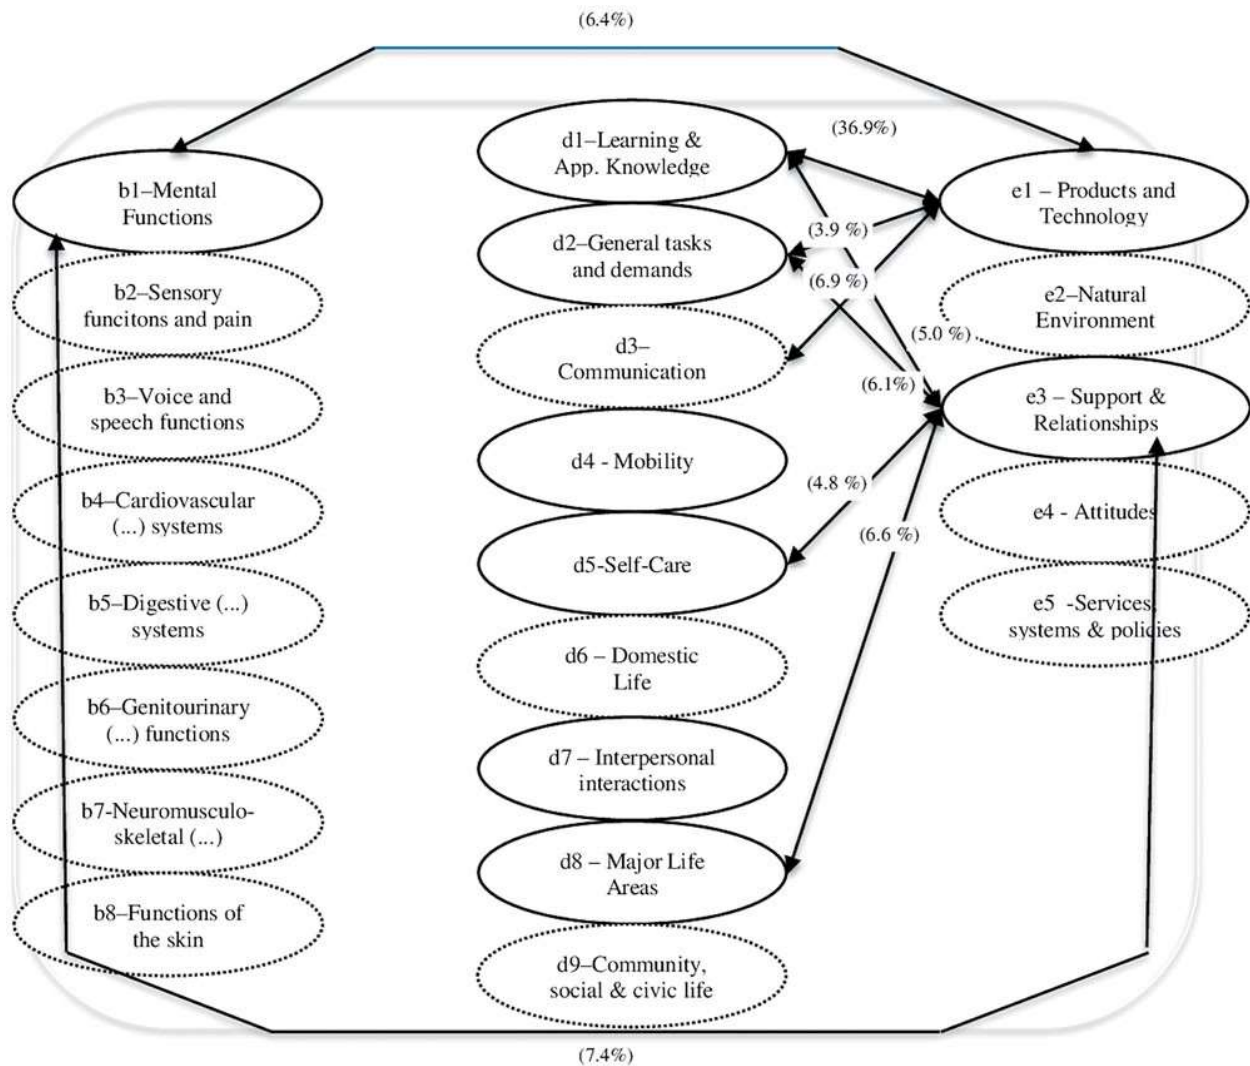 (6.4%)
b1–Mental
Functions
b2–Sensory
funcitons and pain
b3–Voice and
speech functions
b4–Cardiovascular
(...) systems
b5–Digestive (...)
systems
b6–Genitourinary
(...) functions
b7-Neuromusculo-
skeletal (...)
b8–Functions of
the skin
d1–Learning &
App. Knowledge
d2–General tasks
and demands
d3–
Communication
d4 - Mobility
d5-Self-Care
d6 – Domestic
Life
d7 – Interpersonal
interactions
d8 – Major Life
Areas
d9–Community,
social & civic life
(36.9%)
(3.9 %)
(6.9 %)
(5.0 %)
(6.1%)
(4.8 %)
(6.6 %)
e1 – Products and
Technology
e2–Natural
Environment
e3 – Support &
Relationships
e4 - Attitudes
e5 -Services,
systems & policies
(7.4%)